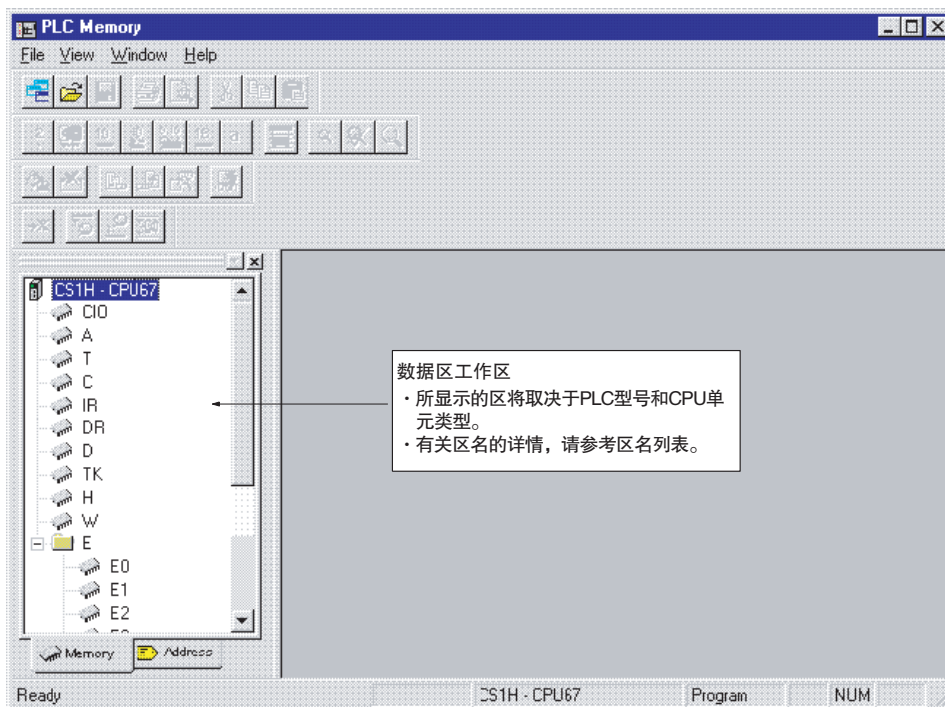 PLC Memory
File View Window Help
2 10 16 a
CS1H - CPU67
CIO
A
T
C
IR
DR
D
TK
H
W
E
E0
E1
E2
数据区工作区
·所显示的区将取决于PLC型号和CPU单
元类型。
·有关区名的详情，请参考区名列表。
Memory Address
Ready CS1H - CPU67 Program NUM